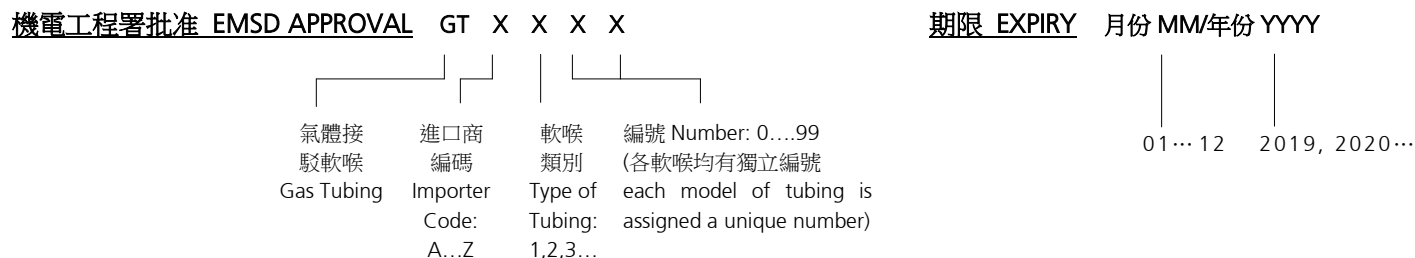 機電工程署批准 EMSD APPROVAL GT X X X X 期限 EXPIRY 月份 MM/年份 YYYY
氣體接
駁軟喉
Gas Tubing
進口商
編碼
Importer
Code:
A…Z
軟喉
類別
Type of
Tubing:
1,2,3…
編號 Number: 0….99
(各軟喉均有獨立編號
each model of tubing is
assigned a unique number)
01… 12 2019, 2020…